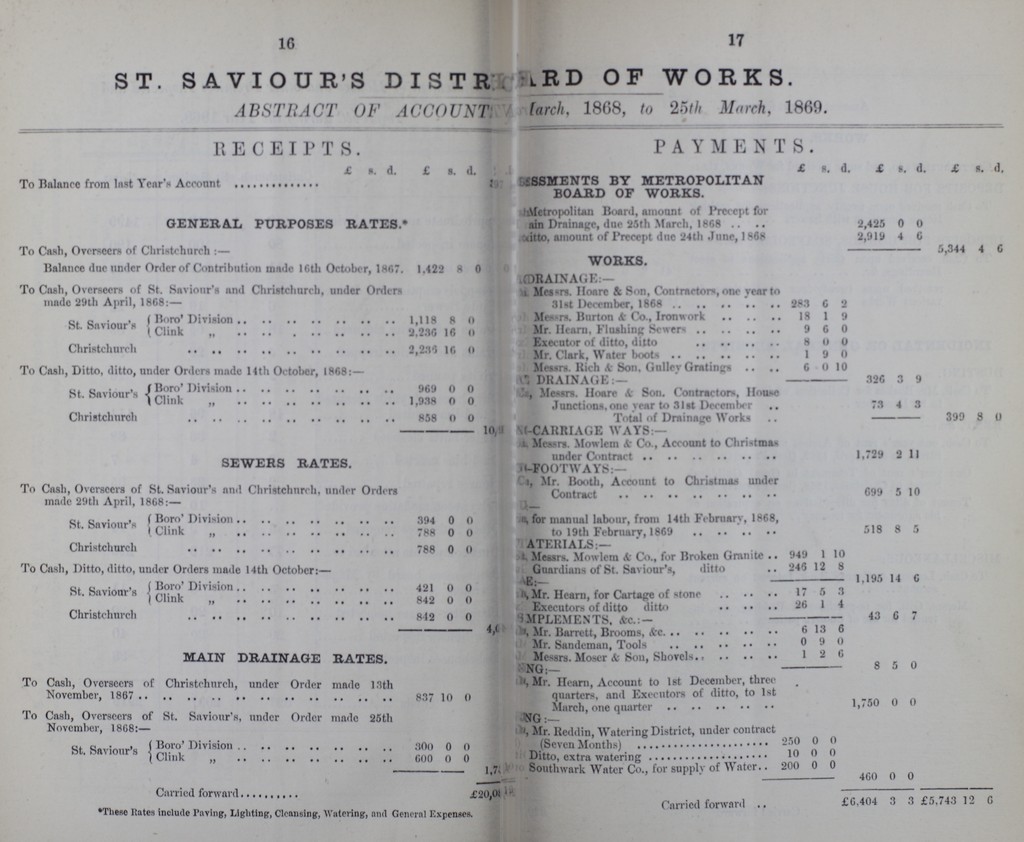 16
ST. SAVIOUR'S
ABSTRACT OF
RECEIPTS.
£ s. d. £ s. d.
To Balance from last Year's Account ..............
GENERAL PURPOSES RATES.*
To Cash, Overseers of Christchurch :—
Balance due under Order of Contribution made 16th October, 1867. 1,422 8 0
To Cash, Overseers of St. Saviour's and Christchurch, under Orders
made 29th April, 1868:—
St. Saviour's { Boro' Division .. .. .. .. .. .. .. .. 1,118 8 0
{ Clink „ .. .. .. .. .. .. .. .. 2,236 16 0
Christchurch .. .. .. .. .. .. .. .. 2,236 16 0
To Cash, Ditto, ditto, under Orders made 14th October, 1868:—
St. Saviour's { Boro' Division .. .. .. .. .. .. .. .. 969 0 0
{ Clink „ .. .. .. .. .. .. .. .. 1,938 0 0
Christchurch .. .. .. .. .. .. .. .. 858 0 0
SEWERS RATES.
To Cash, Overseers of St. Saviour's and Christchurch, under Orders
made 29th April, 1868:—
St. Saviour's { Boro' Division .. .. .. .. .. .. .. .. 394 0 0
{ Clink „ .. .. .. .. .. .. .. .. 788 0 0
Christchurch .. .. .. .. .. .. .. .. 788 0 0
To Cash, Ditto, ditto, under Orders made 14th October:—
St. Saviour's { Boro' Division .. .. .. .. .. .. .. .. 421 0 0
{ Clink „ .. .. .. .. .. .. .. .. 842 0 0
Christchurch .. .. .. .. .. .. .. .. 842 0 0
MAIN DRAINAGE RATES.
To Cash, Overseers of Christchurch, under Order made 13th
November, 1867 .. .. .. .. .. .. .. .. .. .. .. 837 10 0
To Cash, Overseers of St. Saviour's, under Order made 25th
November, 1868:—
St. Saviour's { Boro' Division .. .. .. .. .. .. .. .. 300 0 0
{ Clink „ .. .. .. .. .. .. .. .. 600 0 0
Carried forward..........
*These Rates include Paving, Lighting, Cleansing, Watering, and General Expenses.
17
OF WORKS.
1868, to 25th March, 1869.
PAYMENTS.
£ s. d. £ s. d. £ s. d.
BY METROPOLITAN
BOARD OF WORKS.
Metropolitan Board, amount of Precept for
Drainage, due 25th March, 1868 .. .. 2,425 0 0
amount of Precept due 24th June, 1868 2,919 4 6
5,344 4 6
WORKS.
DRAINAGE:—
Messrs. Hoare & Son, Contractors, one year to
31st December, 1868 .. .. .. .. .. .. 283 6 2
Messrs. Burton & Co., Ironwork .. .. .. .. 18 1 9
Mr. Hearn, Flushing Sewers .. .. .. .. .. 9 6 0
Executor of ditto, ditto .. .. .. .. .. 8 0 0
Mr. Clark, Water boots .. .. .. .. .. .. 1 9 0
Messrs. Rich & Son, Gulley Gratings .. .. 6 0 10
326 3 9
DRAINAGE:—
Messrs. Hoare & Son, Contractors, House
Junctions, one year to 31st December .. 73 4 3
Total of Drainage Works .. 399 8 0
CARRIAGE WAYS:—
Messrs. Mowlem & Co., Account to Christmas
under Contract .. .. .. .. .. .. .. 1,729 2 11
FOOTWAYS:—
Mr. Booth, Account to Christmas under
Contract .. .. .. .. .. .. .. .. 699 5 10
for manual labour, from 14th February, 1868,
to 19th February, 1869 .. .. .. .. .. 518 8 5
Messrs. Mowlem & Co., for Broken Granite .. 949 1 10
Guardians of St. Saviour's, ditto .. 246 12 8
1,195 14 6
Mr. Hearn, for Cartage of stone .. .. .. 17 5 3
Executors of ditto ditto .. .. .. .. 26 1 4
43 6 7
IMPLEMENTS, &c.:—
Mr. Barrett, Brooms, &c. .. .. .. .. .. 6 13 6
Mr. Sandeman, Tools .. .. .. .. .. .. 0 9 0
Messrs. Moser & Son, Shovels.. .. .. .. 1 2 6
8 5 0
Mr. Hearn, Account to 1st December, three
quarters, and Executors of ditto, to 1st
March, one quarter .. .. .. .. .. .. 1,750 0 0
Mr. Reddin, Watering District, under contract
(Seven Months) ...................... 250 0 0
Ditto, extra watering .................... 10 0 0
Southwark Water Co., for supply of Water.. 200 0 0
460 0 0
Carried forward .. £6,404 3 3 £5,743 12 6